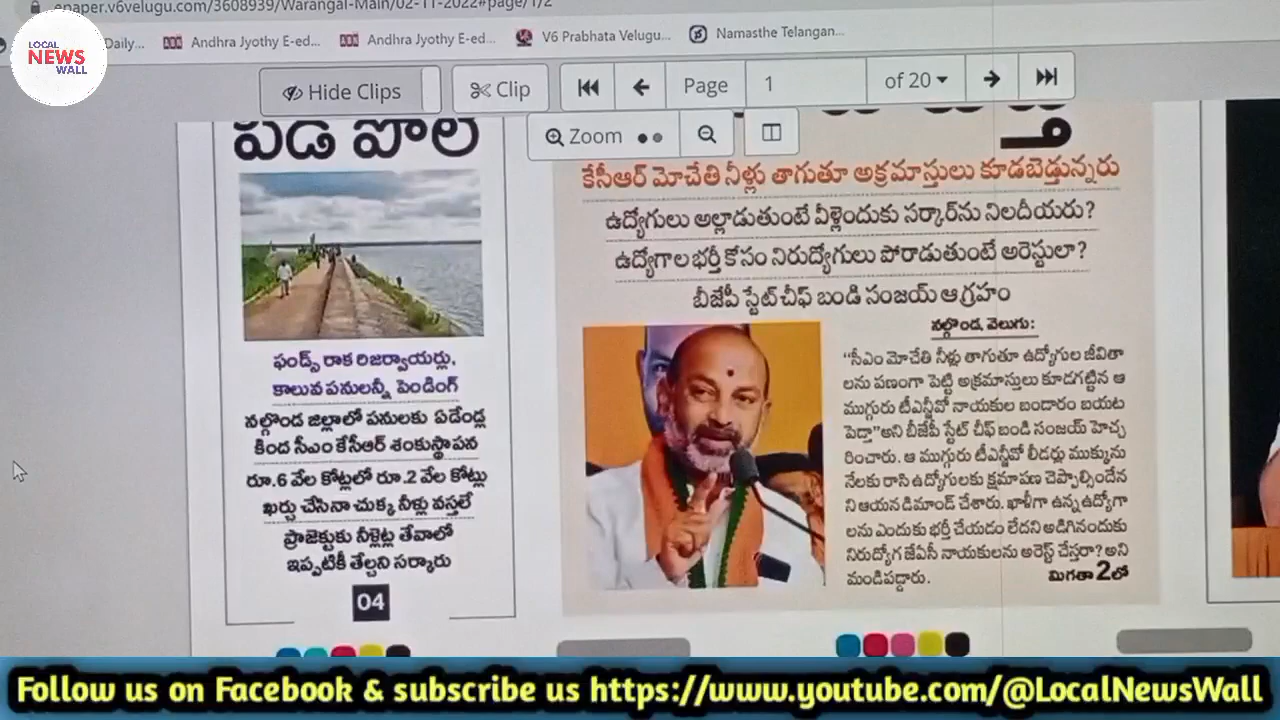 epaper.v6velugu.com/3608939/Warangal-Main/02-11-2022#page/1/2
LOCAL
NEWS
WALL
Daily...
Andhra Jyothy E-ed...
Andhra Jyothy E-ed...
V6 Prabhata Velugu...
Namasthe Telangan...
Hide Clips
Clip
Page
1
of 20
Zoom
కేసీఆర్ మోచేతి నీళ్లు తాగుతూ అక్రమాస్తులు కూడబెడ్తున్నరు
ఉద్యోగులు అల్లాడుతుంటే వీళ్లెందుకు సర్కార్‌ను నిలదీయరు?
ఉద్యోగాల భర్తీ కోసం నిరుద్యోగులు పోరాడుతుంటే అరెస్టులా?
బీజేపీ స్టేట్ చీఫ్ బండి సంజయ్ ఆగ్రహం
నల్గొండ, వెలుగు:
"సీఎం మోచేతి నీళ్లు తాగుతూ ఉద్యోగుల జీవితా
లను పణంగా పెట్టి అక్రమాస్తులు కూడగట్టిన ఆ
ముగ్గురు టీఎన్జీవో నాయకుల బండారం బయట
పెడ్తా"అని బీజేపీ స్టేట్ చీఫ్ బండి సంజయ్ హెచ్చ
రించారు. ఆ ముగ్గురు టీఎన్జీవో లీడర్లు ముక్కును
నేలకు రాసి ఉద్యోగులకు క్షమాపణ చెప్పాల్సిందేన
ని ఆయన డిమాండ్ చేశారు. ఖాళీగా ఉన్న ఉద్యోగా
లను ఎందుకు భర్తీ చేయడం లేదని అడిగినందుకు
నిరుద్యోగ జేఏసీ నాయకులను అరెస్ట్ చేస్తరా? అని
మండిపడ్డారు.
మిగతా 2లో
ఫండ్స్ రాక రిజర్వాయర్లు,
కాలువ పనులన్నీ పెండింగ్
నల్గొండ జిల్లాలో పనులకు ఏడేండ్ల
కింద సీఎం కేసీఆర్ శంకుస్థాపన
రూ.6 వేల కోట్లలో రూ.2 వేల కోట్లు
ఖర్చు చేసినా చుక్క నీళ్లు వస్తలే
ప్రాజెక్టుకు నీళ్లెట్ల తేవాలో
ఇప్పటికీ తేల్చని సర్కారు
04
Follow us on Facebook & subscribe us https://www.youtube.com/@LocalNewsWall